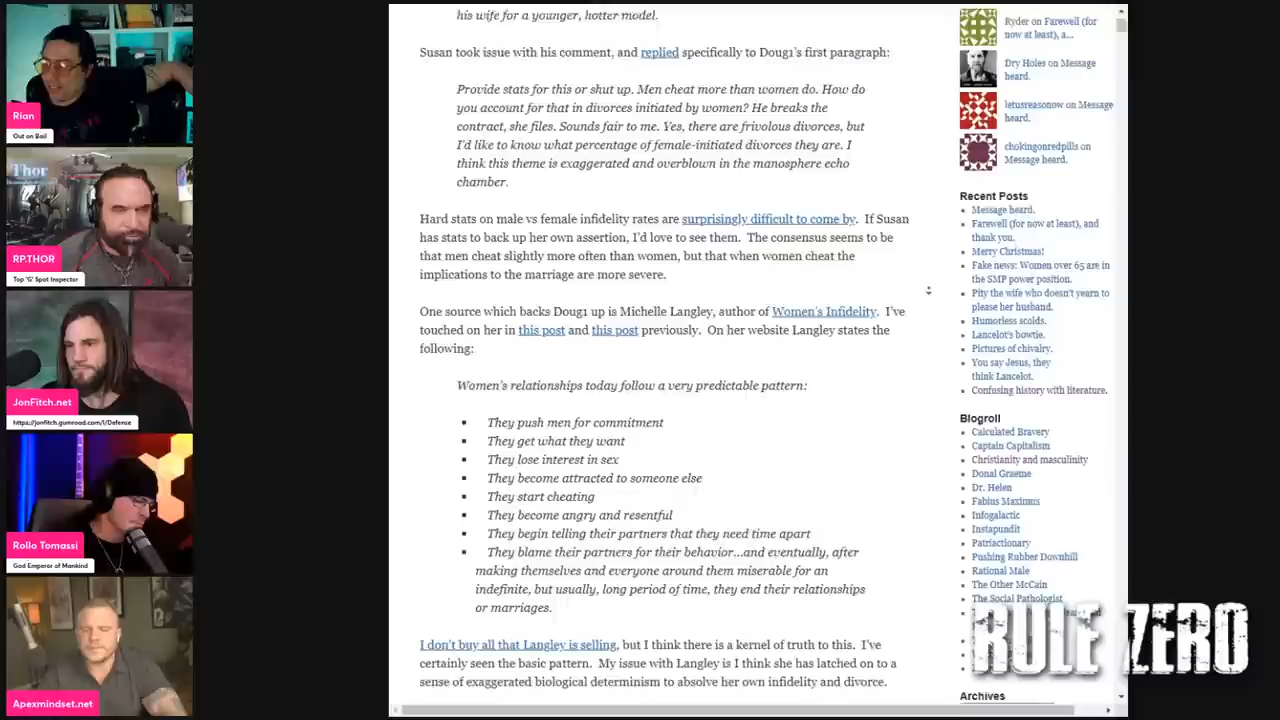 Rian
Out on Bail
Thor
RP.THOR
Top 'G' Spot Inspector
JonFitch.net
https://jonfitch.gumroad.com/l/Defense
Rollo Tomassi
God Emperor of Mankind
Apexmindset.net
his wife for a younger, hotter model.
Susan took issue with his comment, and replied specifically to Doug1's first paragraph:
Provide stats for this or shut up. Men cheat more than women do. How do
you account for that in divorces initiated by women? He breaks the
contract, she files. Sounds fair to me. Yes, there are frivolous divorces, but
I'd like to know what percentage of female-initiated divorces they are. I
think this theme is exaggerated and overblown in the manosphere echo
chamber.
Hard stats on male vs female infidelity rates are surprisingly difficult to come by. If Susan
has stats to back up her own assertion, I'd love to see them. The consensus seems to be
that men cheat slightly more often than women, but that when women cheat the
implications to the marriage are more severe.
One source which backs Doug1 up is Michelle Langley, author of Women's Infidelity. I've
touched on her in this post and this post previously. On her website Langley states the
following:
Women's relationships today follow a very predictable pattern:
▪ They push men for commitment
▪ They get what they want
▪ They lose interest in sex
▪ They become attracted to someone else
▪ They start cheating
▪ They become angry and resentful
▪ They begin telling their partners that they need time apart
▪ They blame their partners for their behavior...and eventually, after
making themselves and everyone around them miserable for an
indefinite, but usually, long period of time, they end their relationships
or marriages.
I don't buy all that Langley is selling, but I think there is a kernel of truth to this. I've
certainly seen the basic pattern. My issue with Langley is I think she has latched on to a
sense of exaggerated biological determinism to absolve her own infidelity and divorce.
Ryder on Farewell (for
now at least), a...
Dry Holes on Message
heard.
letusreasonow on Message
heard.
chokingonredpills on
Message heard.
Recent Posts
Message heard.
Farewell (for now at least), and
thank you.
Merry Christmas!
Fake news: Women over 65 are in
the SMP power position.
Pity the wife who doesn't yearn to
please her husband.
Humorless scolds.
Lancelot's bowtie.
Pictures of chivalry.
You say Jesus, they
think Lancelot.
Confusing history with literature.
Blogroll
Calculated Bravery
Captain Capitalism
Christianity and masculinity
Donal Graeme
Dr. Helen
Fabius Maximus
Infogalactic
Instapundit
Patriactionary
Pushing Rubber Downhill
Rational Male
The Other McCain
The Social Pathologist
RULE ZERO
Archives